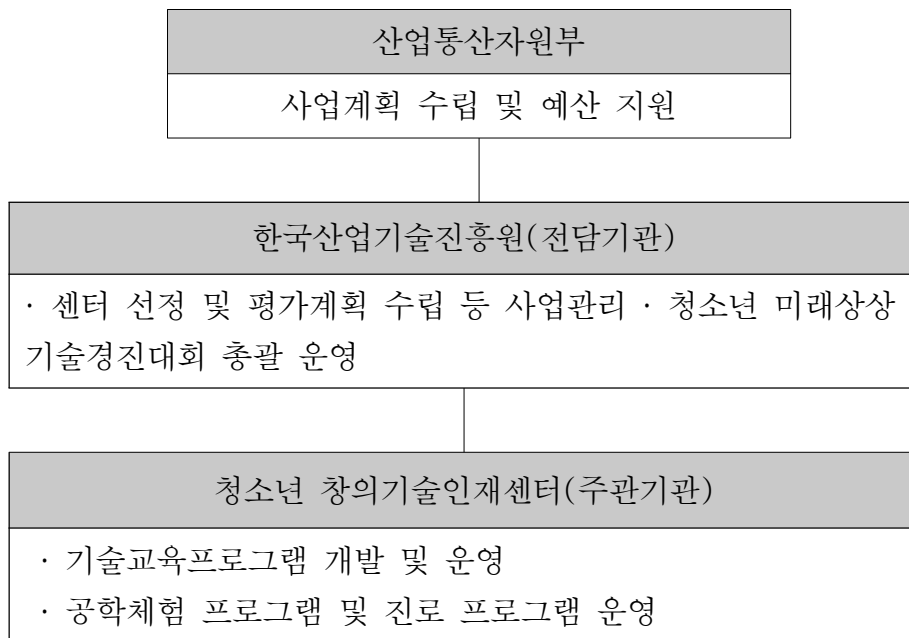 산업통산자원부
사업계획 수립 및 예산 지원
한국산업기술진흥원(전담기관)
· 센터 선정 및 평가계획 수립 등 사업관리 · 청소년 미래상상
기술경진대회 총괄 운영
청소년 창의기술인재센터(주관기관)
· 기술교육프로그램 개발 및 운영
· 공학체험 프로그램 및 진로 프로그램 운영